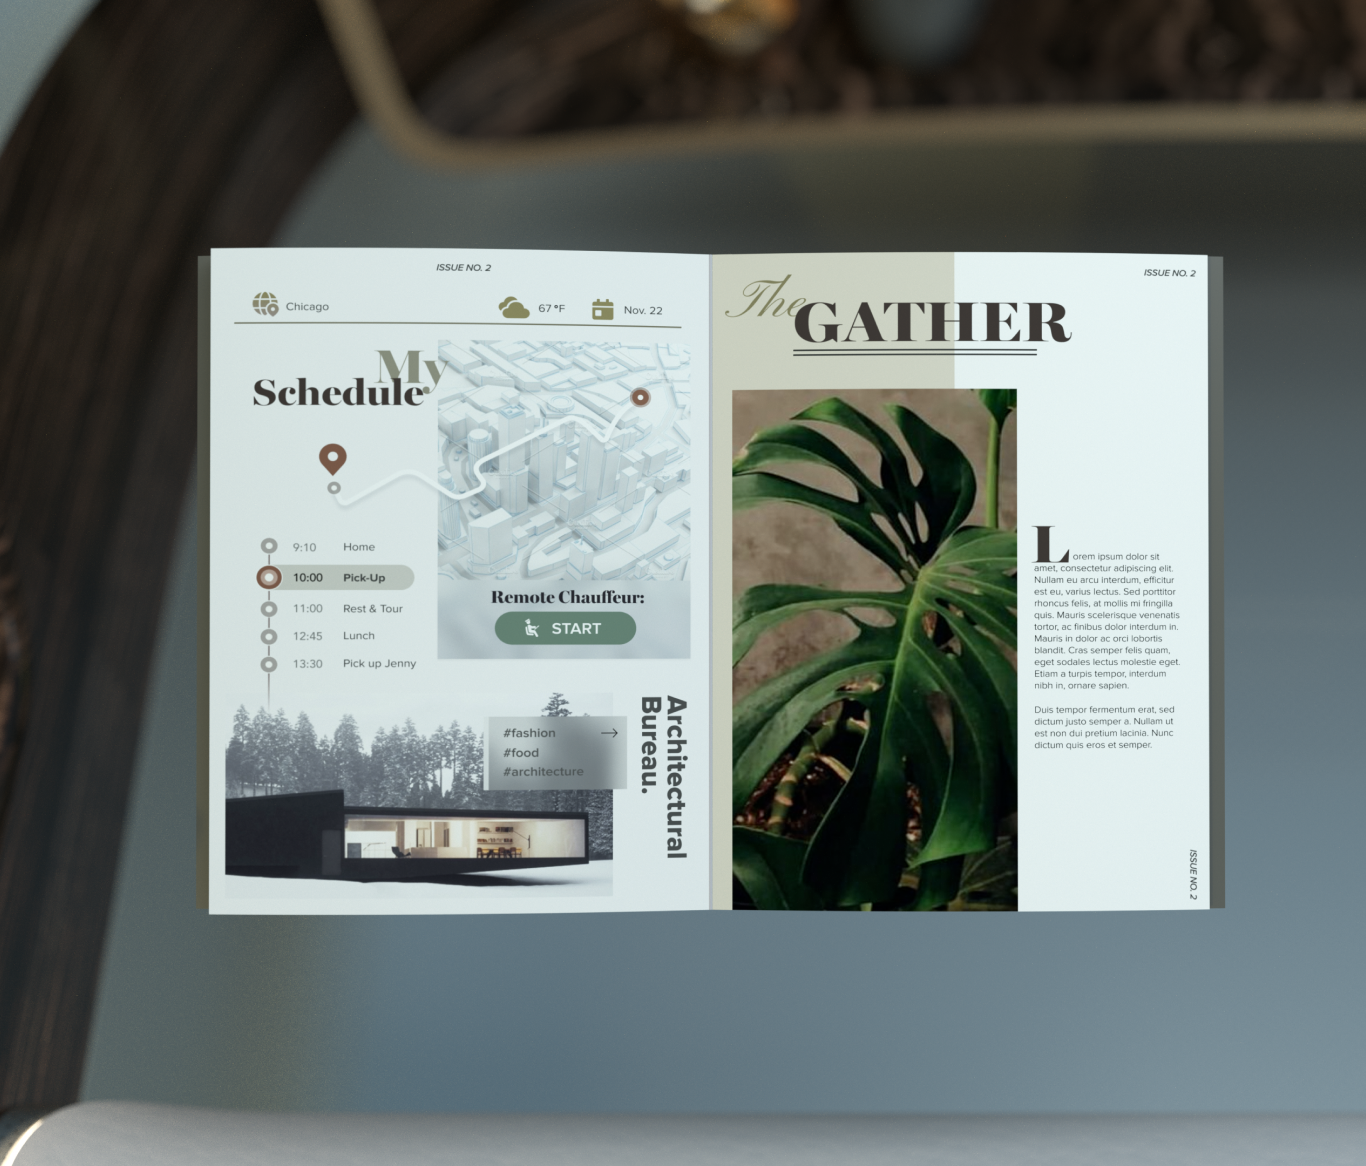 ISSUE NO. 2
Chicago
67 °F
Nov. 22
My
Schedule
9:10 Home
10:00 Pick-Up
11:00 Rest & Tour
12:45 Lunch
13:30 Pick up Jenny
Remote Chauffeur:
START
#fashion
#food
#architecture
Architectural
Bureau.
ISSUE NO. 2
The
GATHER
Lorem ipsum dolor sit
amet, consectetur adipiscing elit.
Nullam eu arcu interdum, efficitur
est eu, varius lectus. Sed porttitor
rhoncus felis, at mollis mi fringilla
quis. Mauris scelerisque venenatis
tortor, ac finibus dolor interdum in.
Mauris in dolor ac orci lobortis
blandit. Cras semper felis quam,
eget sodales lectus molestie eget.
Etiam a turpis tempor, interdum
nibh in, ornare sapien.
Duis tempor fermentum erat, sed
dictum justo semper a. Nullam ut
est non dui pretium lacinia. Nunc
dictum quis eros et semper.
ISSUE NO. 2